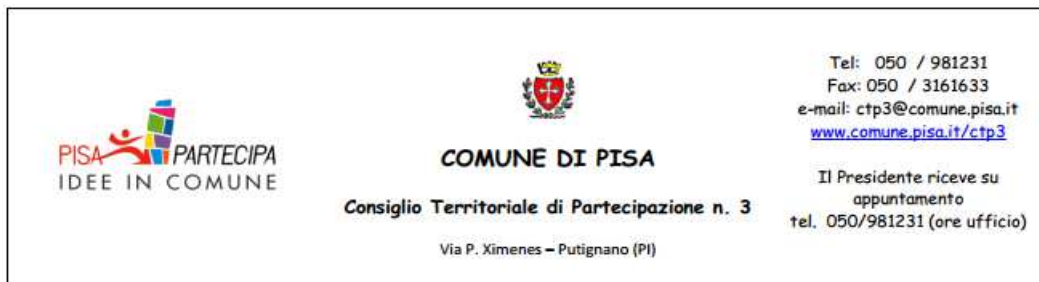 PISA PARTECIPA
IDEE IN COMUNE
COMUNE DI PISA
Consiglio Territoriale di Partecipazione n. 3
Via P. Ximenes – Putignano (PI)
Tel: 050 / 981231
Fax: 050 / 3161633
e-mail: ctp3@comune.pisa.it
www.comune.pisa.it/ctp3
Il Presidente riceve su
appuntamento
tel. 050/981231 (ore ufficio)